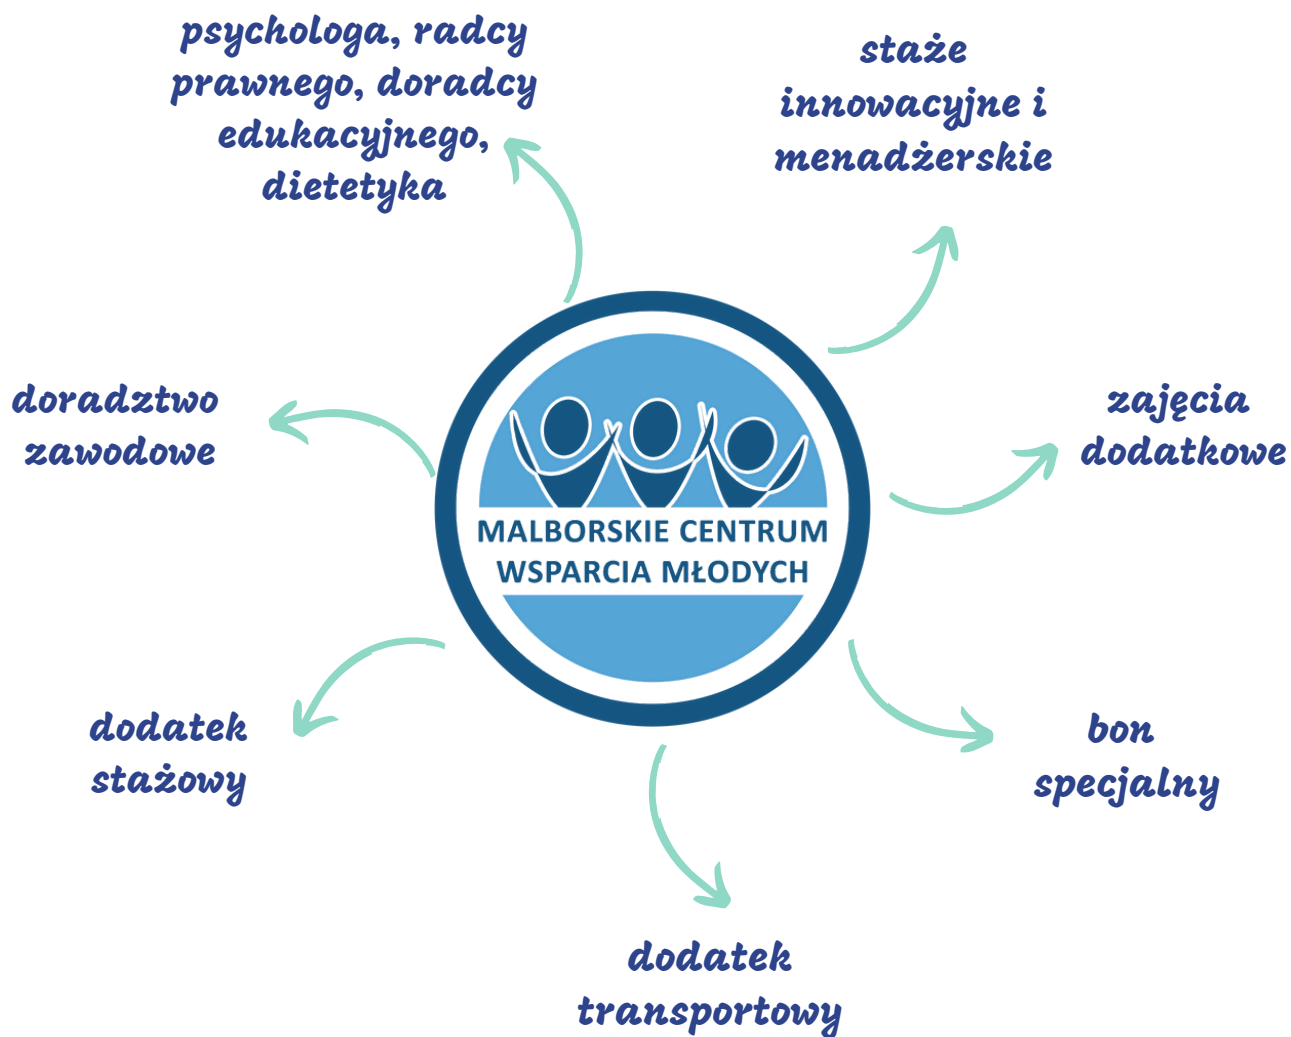 psychologa, radcy
prawnego, doradcy
edukacyjnego,
dietetyka
staże
innowacyjne i
menadżerskie
doradztwo
zawodowe
zajęcia
dodatkowe
MALBORSKIE CENTRUM
WSPARCIA MŁODYCH
dodatek
stażowy
bon
specjalny
dodatek
transportowy